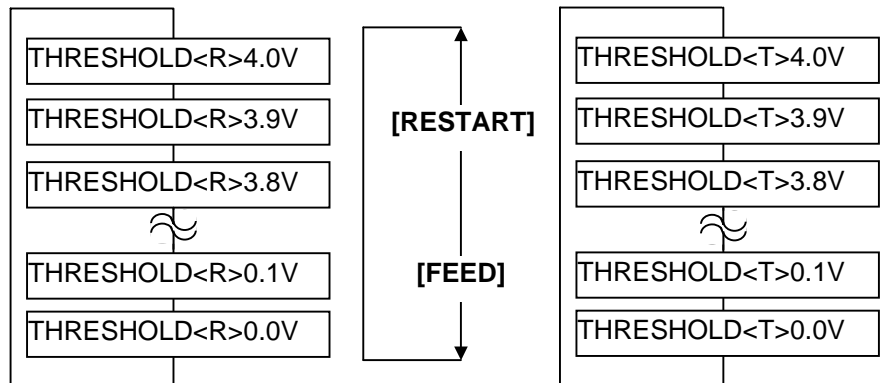 THRESHOLD<R>4.0V
THRESHOLD<R>3.9V
THRESHOLD<R>3.8V
THRESHOLD<R>0.1V
THRESHOLD<R>0.0V
[RESTART]
[FEED]
THRESHOLD<T>4.0V
THRESHOLD<T>3.9V
THRESHOLD<T>3.8V
THRESHOLD<T>0.1V
THRESHOLD<T>0.0V